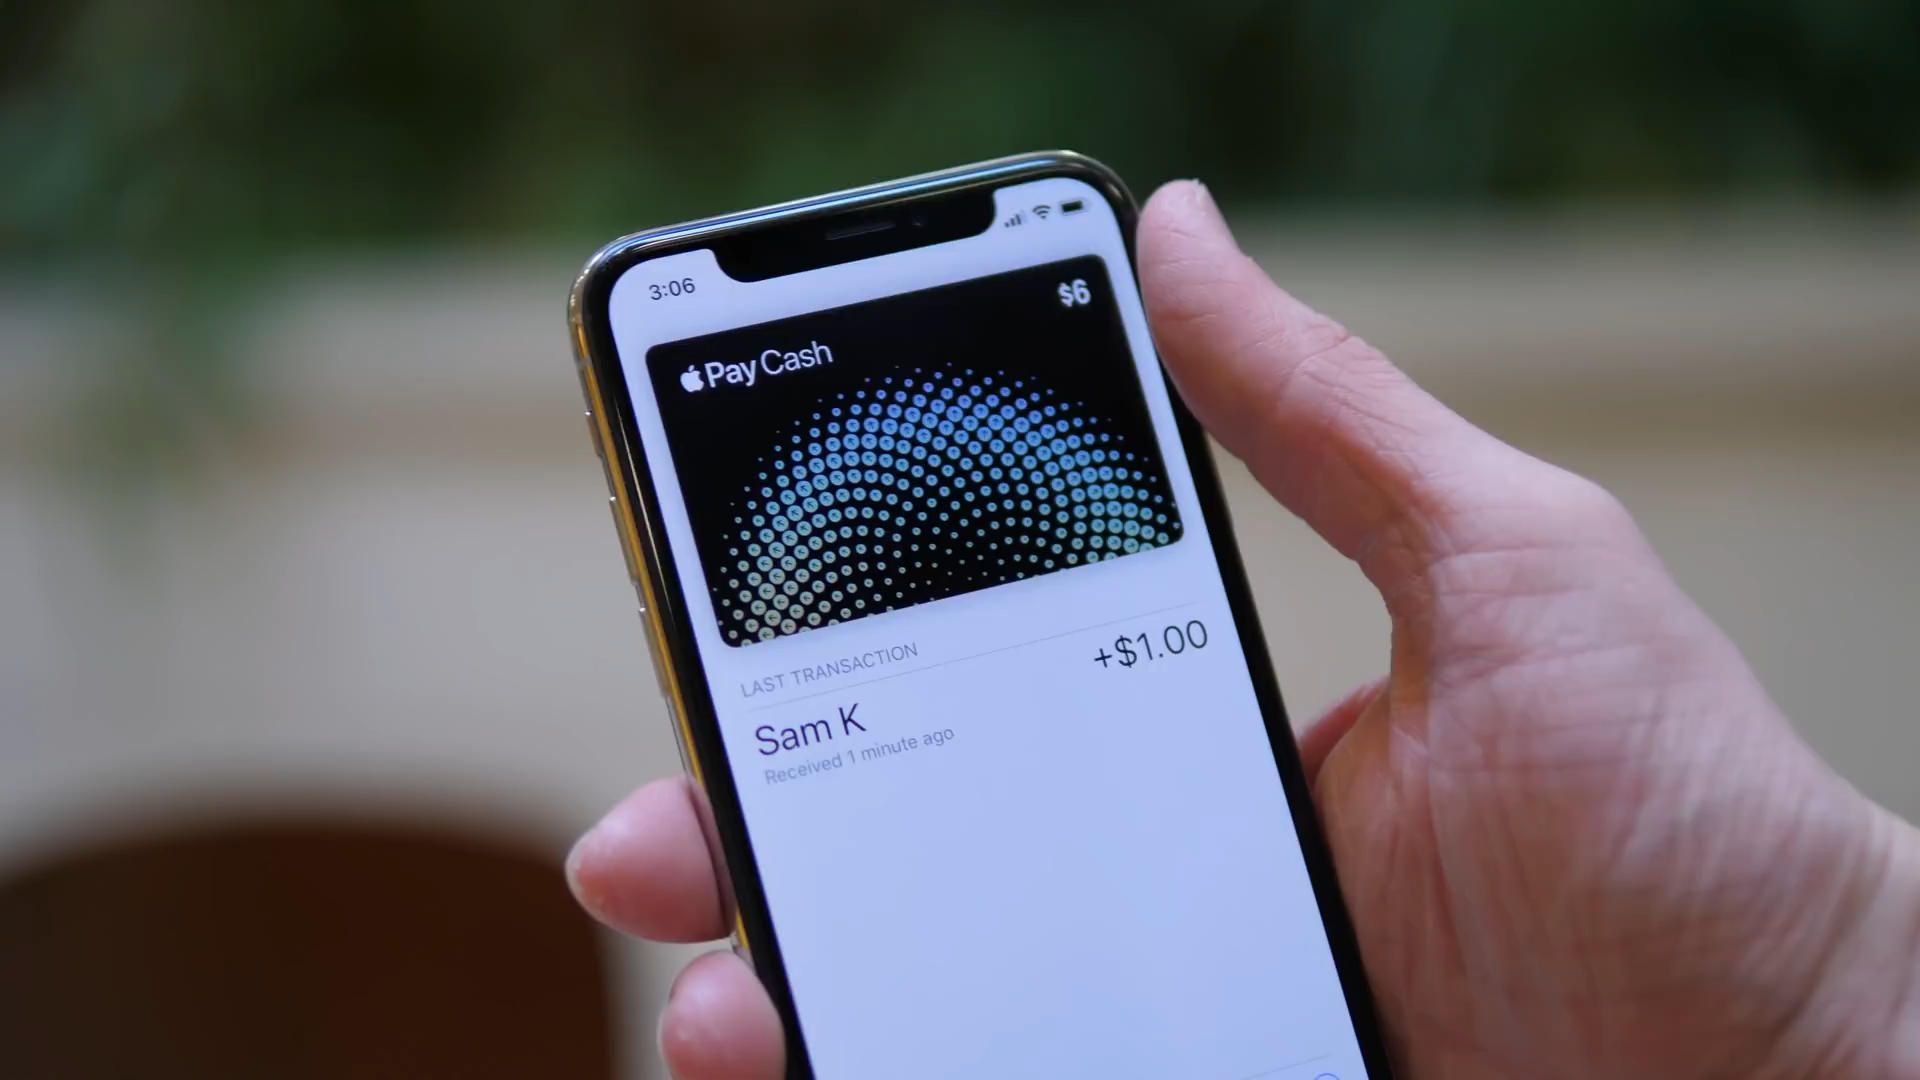 3:06
$6
Pay Cash
LAST TRANSACTION
+$1.00
Sam K
Received 1 minute ago